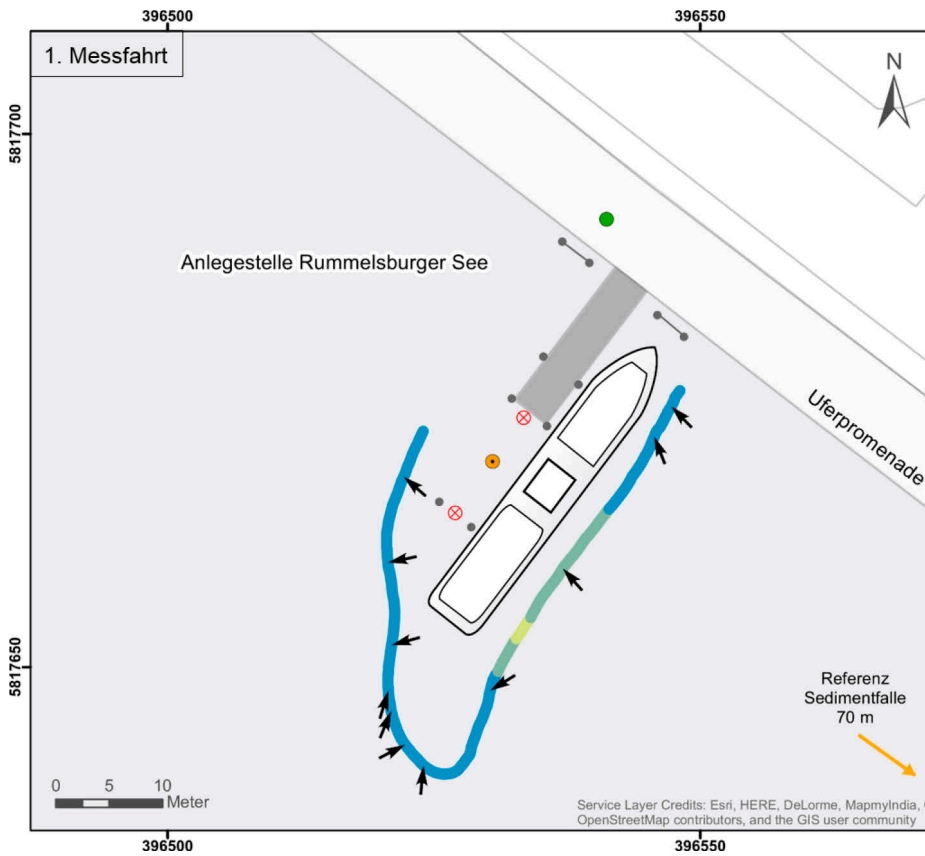 396500
396550
1. Messfahrt
N
5817700
Anlegestelle Rummelsburger See
Uferpromenade
5817650
Referenz
Sedimentfalle
70 m
0 5 10
Meter
Service Layer Credits: Esri, HERE, DeLorme, MapmyIndia,
OpenStreetMap contributors, and the GIS user community
396500
396550